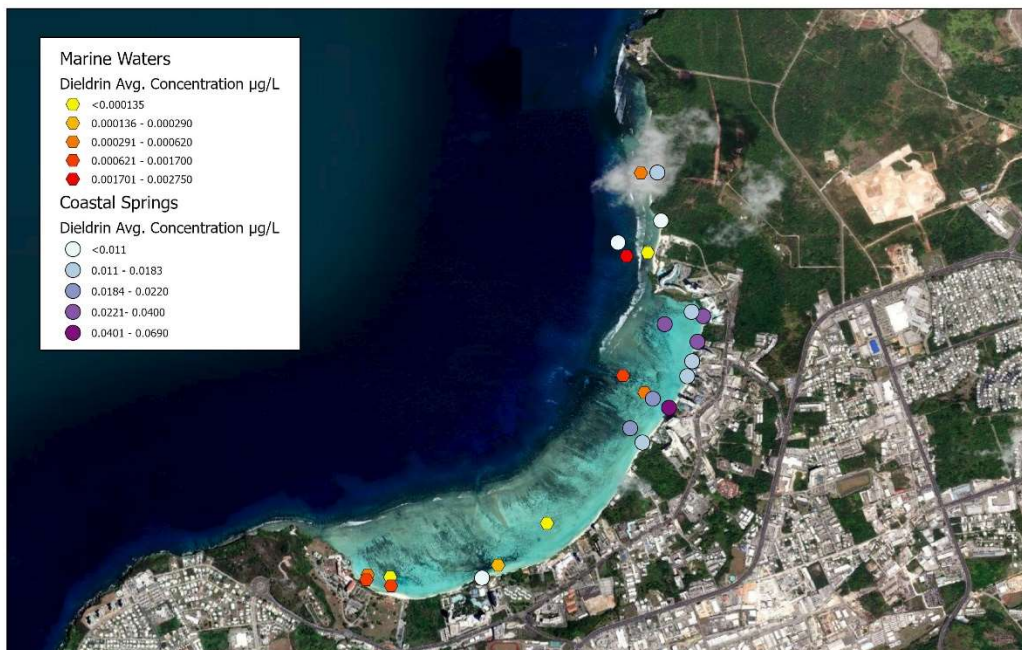 Marine Waters
Dieldrin Avg. Concentration µg/L
<0.000135
0.000136 - 0.000290
0.000291 - 0.000620
0.000621 - 0.001700
0.001701 - 0.002750
Coastal Springs
Dieldrin Avg. Concentration µg/L
<0.011
0.011 - 0.0183
0.0184 - 0.0220
0.0221- 0.0400
0.0401 - 0.0690